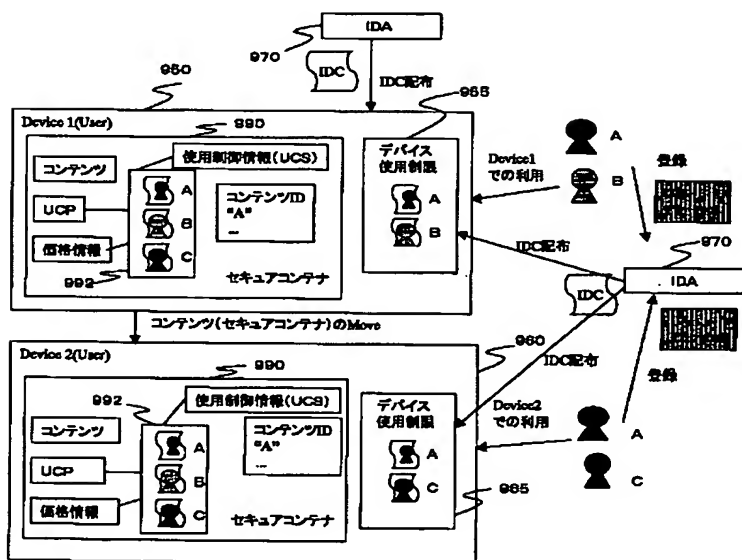 970
IDA
IDC
IDC配布
950
965
Device 1(User)
990
コンテンツ
使用制御情報(UCS)
UCP
価格情報
992
A
B
C
コンテンツID
"A"
...
セキュアコンテナ
デバイス
使用制限
A
B
Device1
での利用
A
B
登録
IDC配布
IDC
970
IDA
コンテンツ(セキュアコンテナ)のMove
Device 2(User)
990
960
992
コンテンツ
使用制御情報(UCS)
UCP
価格情報
A
B
C
コンテンツID
"A"
...
セキュアコンテナ
デバイス
使用制限
A
C
965
IDC配布
Device2
での利用
登録
A
C